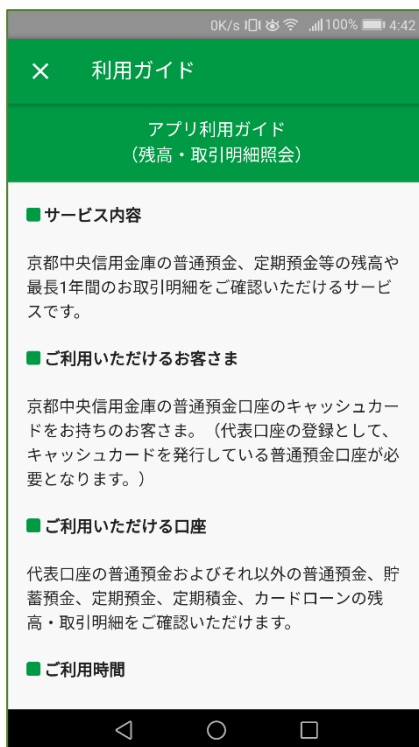 0K/s 100% 4:42
× 利用ガイド
アプリ利用ガイド
（残高・取引明細照会）
■サービス内容
京都中央信用金庫の普通預金、定期預金等の残高や
最長1年間のお取引明細をご確認いただけるサービ
スです。
■ご利用いただけるお客さま
京都中央信用金庫の普通預金口座のキャッシュカー
ドをお持ちのお客さま。（代表口座の登録として、
キャッシュカードを発行している普通預金口座が必
要となります。）
■ご利用いただける口座
代表口座の普通預金およびそれ以外の普通預金、貯
蓄預金、定期預金、定期積金、カードローンの残
高・取引明細をご確認いただけます。
■ご利用時間